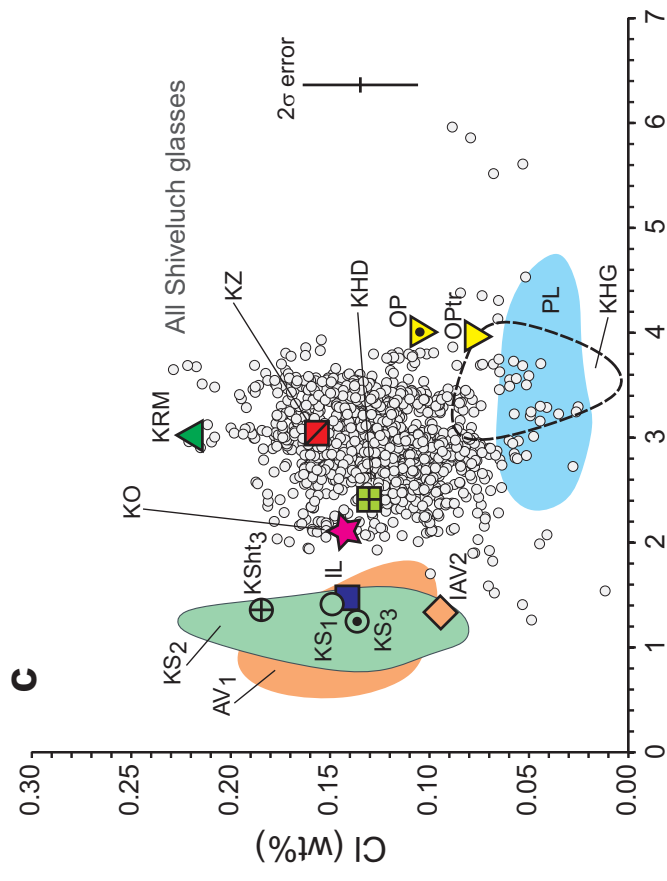 c
All Shiveluch glasses
2σ error
KRM
KO
KZ
KHD
OP
OPtr
PL
KHG
KSht3
KS2
AV1
IL
KS1
KS3
IAV2
Cl (wt%)
0.30
0.25
0.20
0.15
0.10
0.05
0.00
0 1 2 3 4 5 6 7